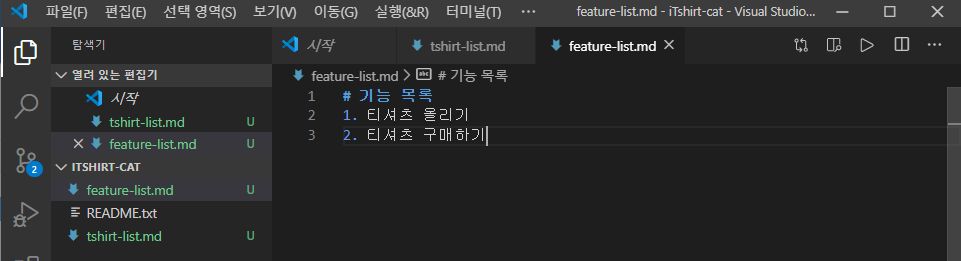 파일(F) 편집(E) 선택 영역(S) 보기(V) 이동(G) 실행(&R) 터미널(T) ··· feature-list.md - iTshirt-cat - Visual Studio...
탐색기
시작 tshirt-list.md feature-list.md
열려 있는 편집기
시작
tshirt-list.md U
feature-list.md U
ITSHIRT-CAT
feature-list.md U
README.txt
tshirt-list.md U
2
feature-list.md > abc # 기능 목록
1 # 기능 목록
2 1. 티셔츠 올리기
3 2. 티셔츠 구매하기